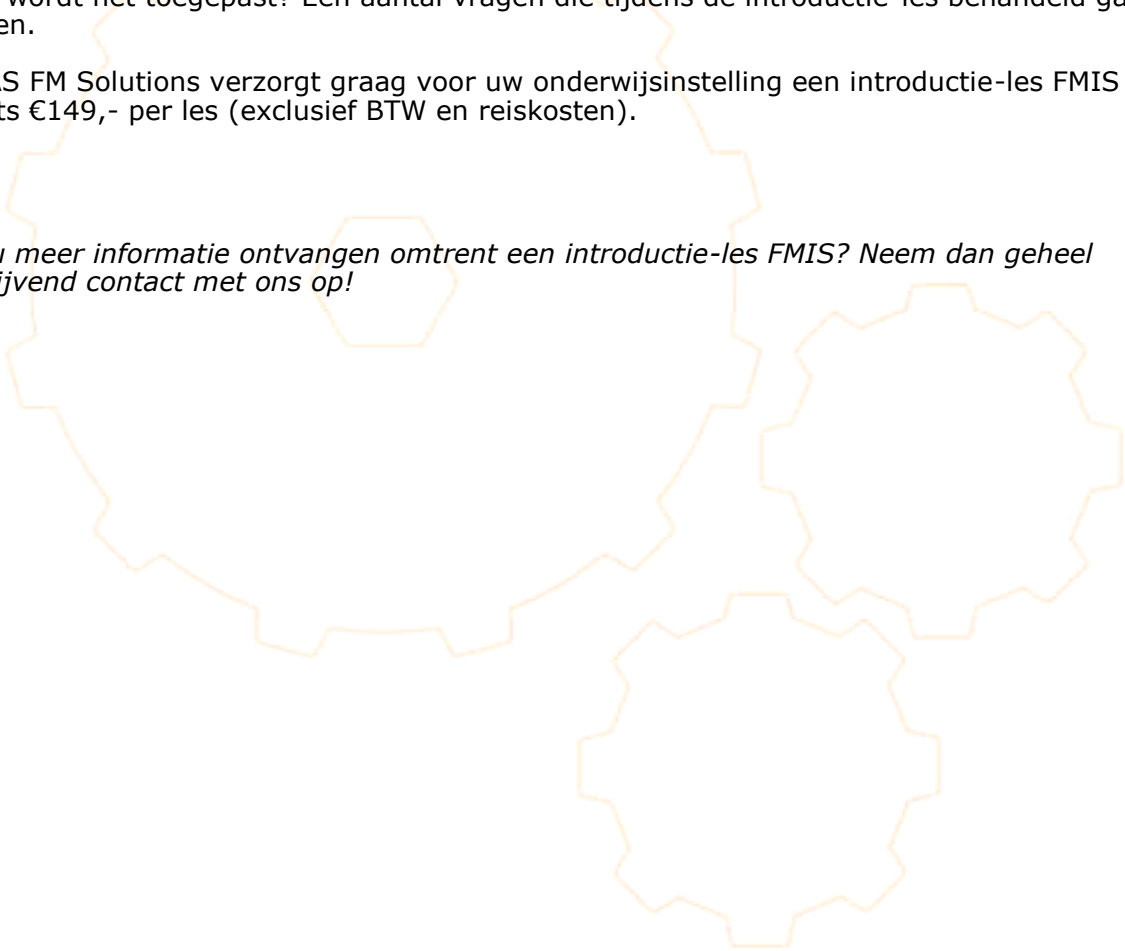 wordt het toegepast? Een aantal vragen die tijdens de introductie-les behandeld ga
en.
AS FM Solutions verzorgt graag voor uw onderwijsinstelling een introductie-les FMIS
ts €149,- per les (exclusief BTW en reiskosten).
u meer informatie ontvangen omtrent een introductie-les FMIS? Neem dan geheel
ijvend contact met ons op!